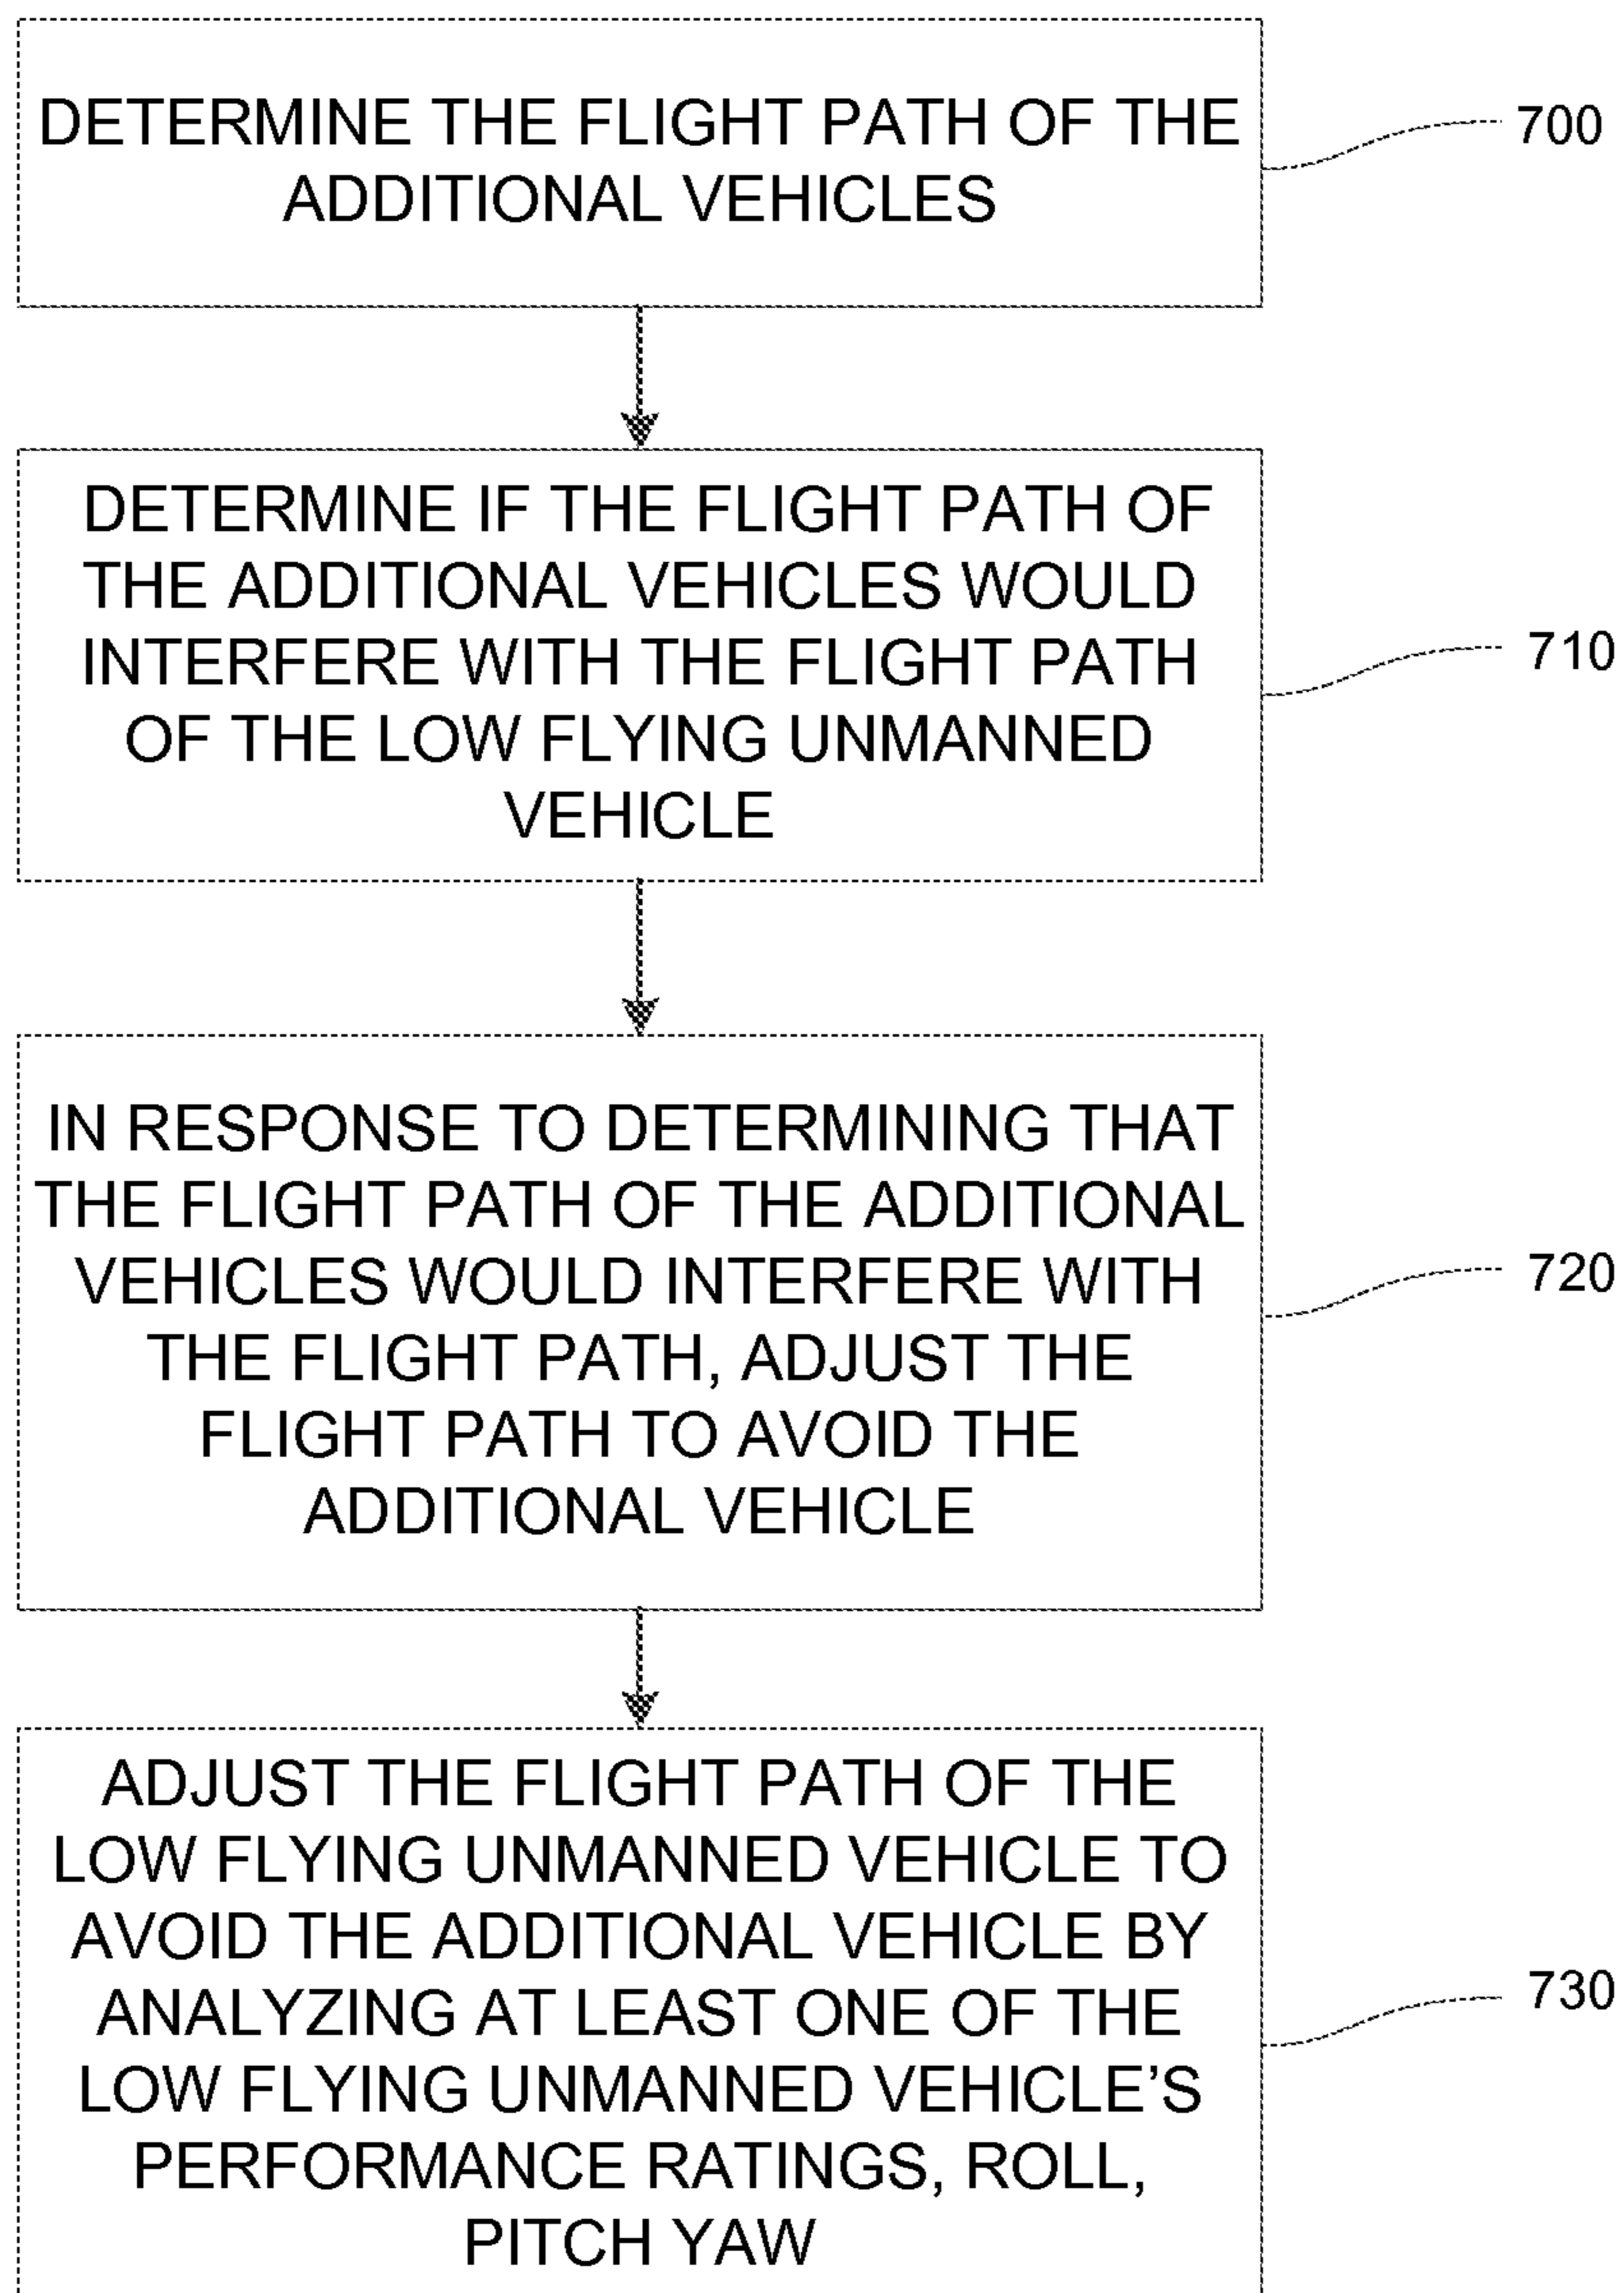 DETERMINE THE FLIGHT PATH OF THE
ADDITIONAL VEHICLES
700
DETERMINE IF THE FLIGHT PATH OF
THE ADDITIONAL VEHICLES WOULD
INTERFERE WITH THE FLIGHT PATH
OF THE LOW FLYING UNMANNED
VEHICLE
710
IN RESPONSE TO DETERMINING THAT
THE FLIGHT PATH OF THE ADDITIONAL
VEHICLES WOULD INTERFERE WITH
THE FLIGHT PATH, ADJUST THE
FLIGHT PATH TO AVOID THE
ADDITIONAL VEHICLE
720
ADJUST THE FLIGHT PATH OF THE
LOW FLYING UNMANNED VEHICLE TO
AVOID THE ADDITIONAL VEHICLE BY
ANALYZING AT LEAST ONE OF THE
LOW FLYING UNMANNED VEHICLE’S
PERFORMANCE RATINGS, ROLL,
PITCH YAW
730